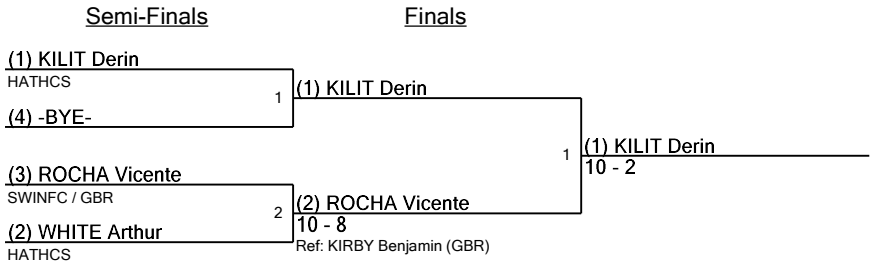 Semi-Finals
Finals
(1) KILIT Derin
HATHCS
1
(1) KILIT Derin
(4) -BYE-
1
(1) KILIT Derin
10 - 2
(3) ROCHA Vicente
SWINFC / GBR
2
(2) ROCHA Vicente
10 - 8
Ref: KIRBY Benjamin (GBR)
(2) WHITE Arthur
HATHCS